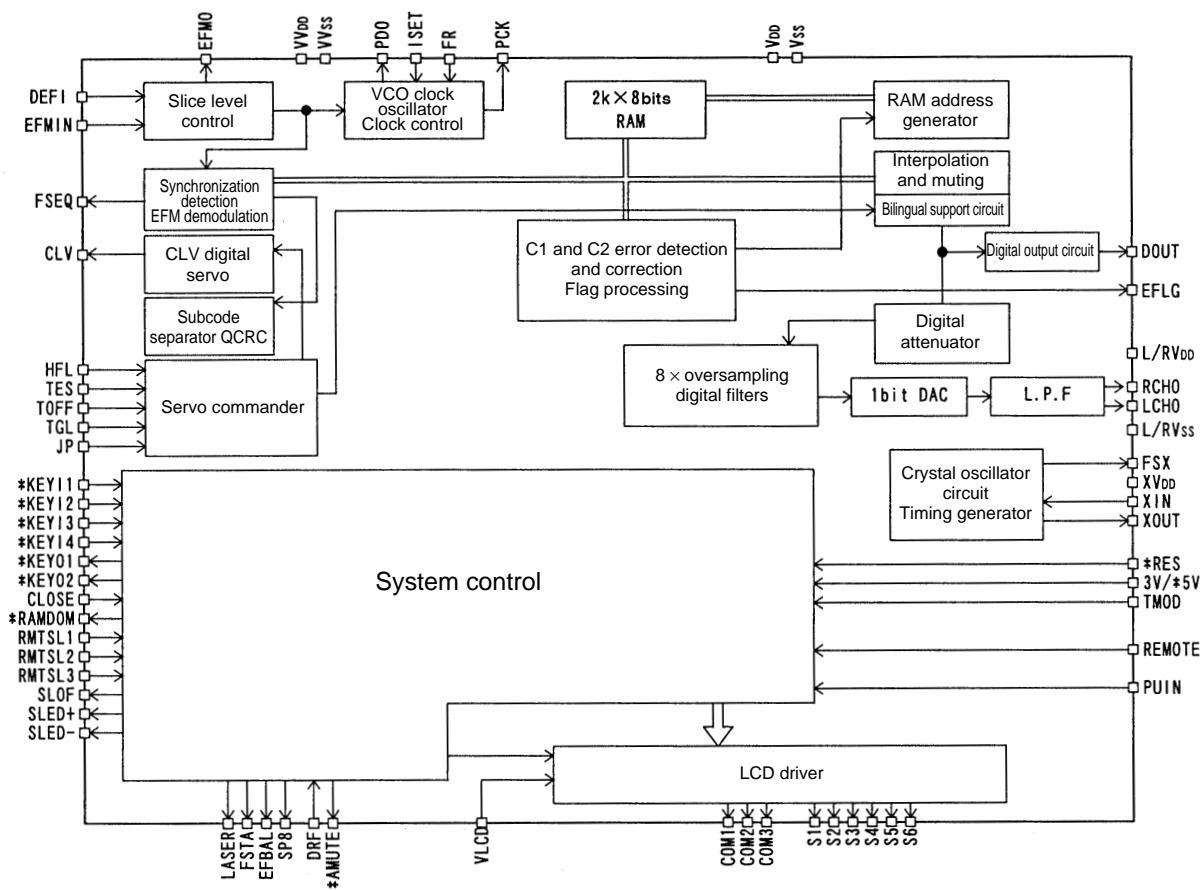 EFMO
VVDD
VVSS
PDO
ISET
FR
PCK
VDD
VSS
DEFI
EFMIN
Slice level
control
VCO clock
oscillator
Clock control
2k × 8bits
RAM
RAM address
generator
FSEQ
Synchronization
detection
EFM demodulation
Interpolation
and muting
Bilingual support circuit
CLV
CLV digital
servo
C1 and C2 error detection
and correction
Flag processing
Digital output circuit
DOUT
EFLG
Subcode
separator QCRC
Digital
attenuator
HFL
TES
TOFF
TGL
JP
Servo commander
8 × oversampling
digital filters
1bit DAC
L.P.F
L/RVDD
RCHO
LCHO
L/RVSS
Crystal oscillator
circuit
Timing generator
FSX
XVDD
XIN
XOUT
*KEYI1
*KEYI2
*KEYI3
*KEYI4
*KEYO1
*KEYO2
CLOSE
*RAMDOM
RMTSL1
RMTSL2
RMTSL3
SLOF
SLED+
SLED-
System control
*RES
3V/*5V
TMOD
REMOTE
PUIN
LCD driver
LASER
FSTA
EFBAL
SP8
DRF
*AMUTE
VLCD
COM1
COM2
COM3
S1
S2
S3
S4
S5
S6